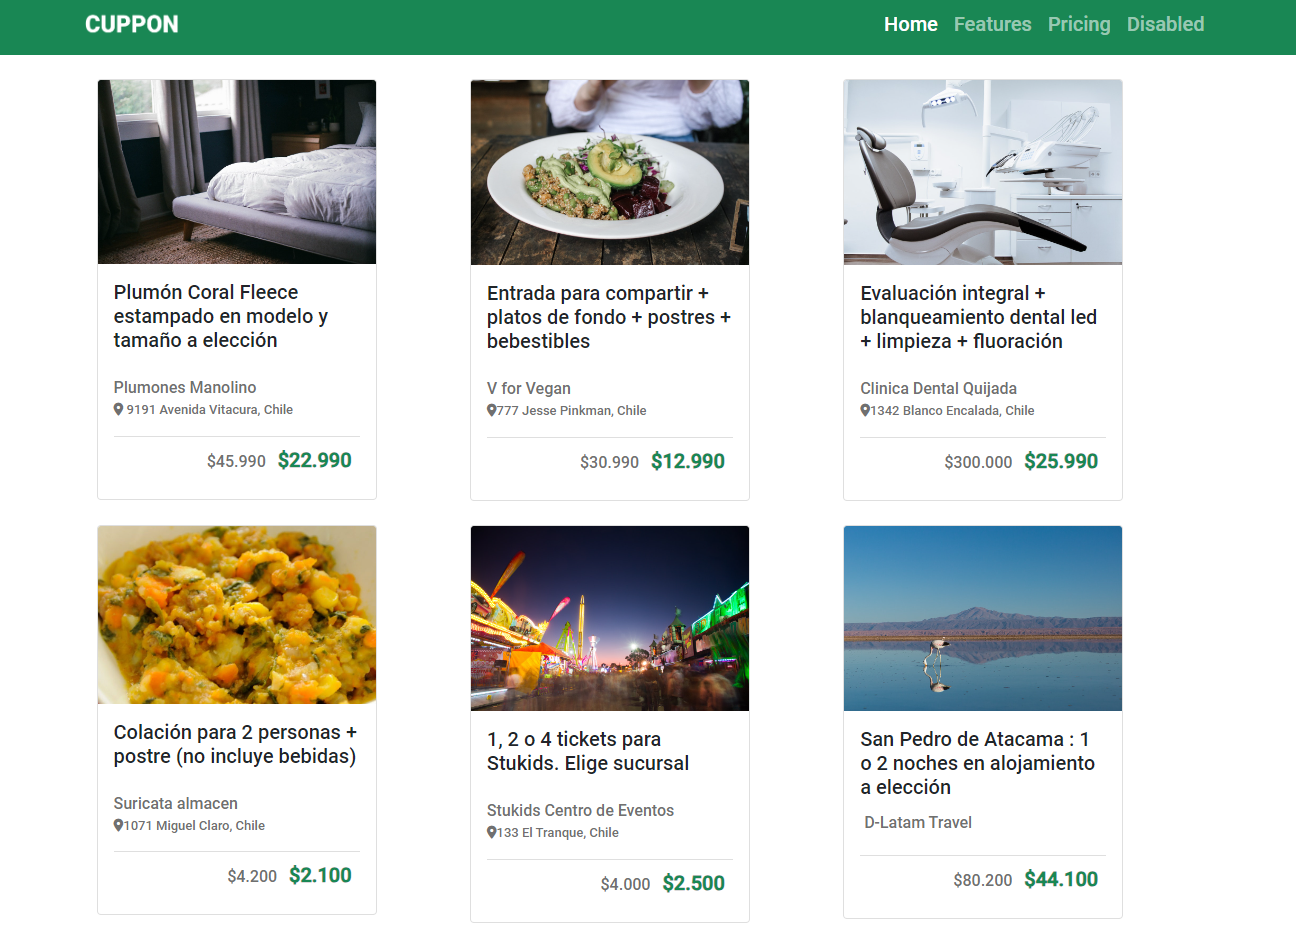 CUPPON
Home Features Pricing Disabled
Plumón Coral Fleece
estampado en modelo y
tamaño a elección
Plumones Manolino
9191 Avenida Vitacura, Chile
$45.990 $22.990
Entrada para compartir +
platos de fondo + postres +
bebestibles
V for Vegan
777 Jesse Pinkman, Chile
$30.990 $12.990
Evaluación integral +
blanqueamiento dental led
+ limpieza + fluoración
Clinica Dental Quijada
1342 Blanco Encalada, Chile
$300.000 $25.990
Colación para 2 personas +
postre (no incluye bebidas)
Suricata almacen
1071 Miguel Claro, Chile
$4.200 $2.100
1, 2 o 4 tickets para
Stukids. Elige sucursal
Stukids Centro de Eventos
133 El Tranque, Chile
$4.000 $2.500
San Pedro de Atacama : 1
o 2 noches en alojamiento
a elección
D-Latam Travel
$80.200 $44.100